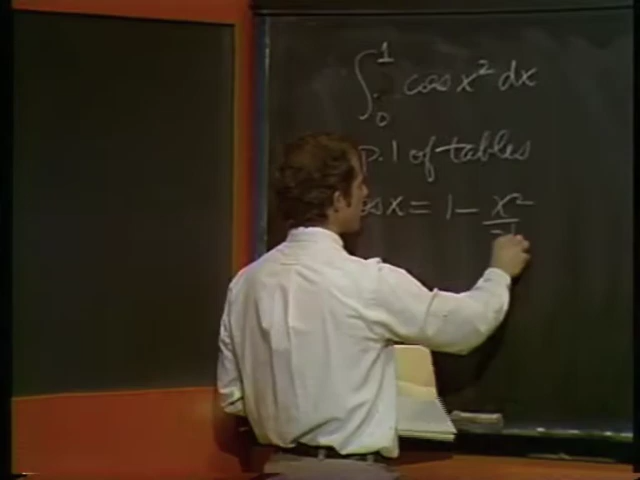 ∫₀¹ cos x² dx
p. 1 of tables
os x = 1 - x²